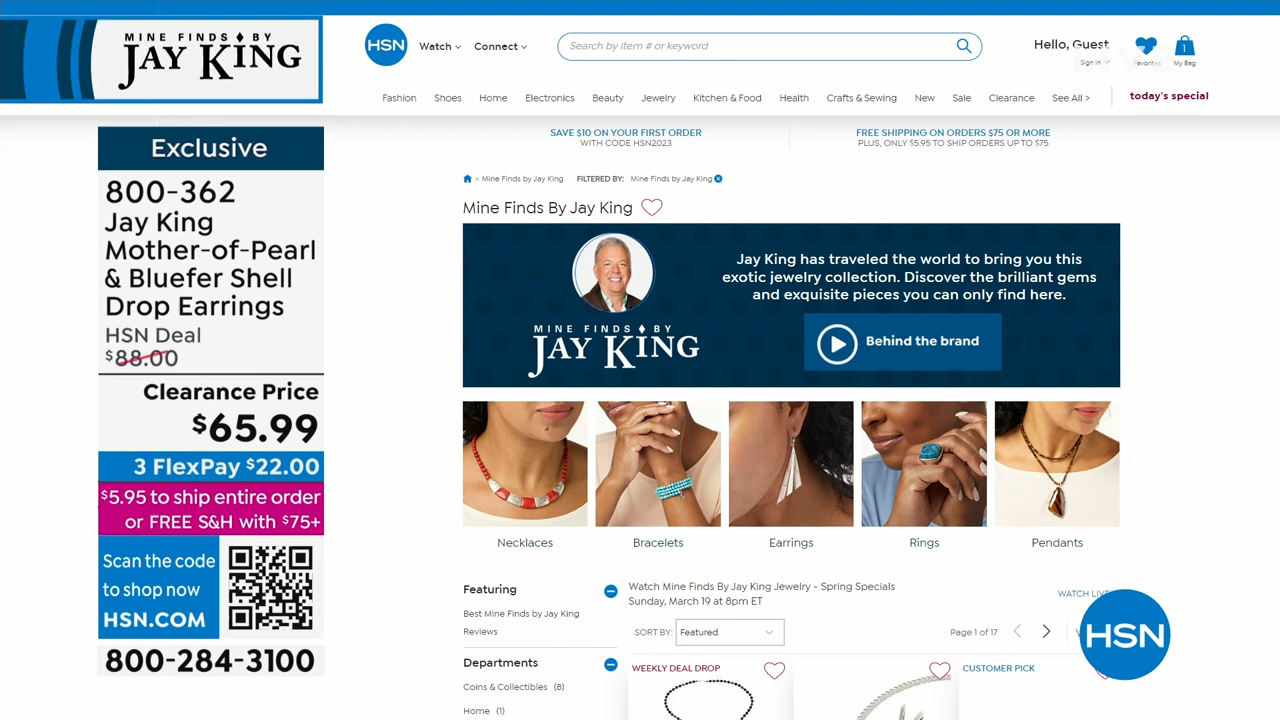 MINE FINDS BY
JAY KING
Exclusive
800-362
Jay King
Mother-of-Pearl
& Bluefer Shell
Drop Earrings
HSN Deal
$88.00
Clearance Price
$65.99
3 FlexPay $22.00
$5.95 to ship entire order
or FREE S&H with $75+
Scan the code
to shop now
HSN.COM
800-284-3100
HSN
Watch
Connect
Search by item # or keyword
Hello, Guest
Sign In
Favorites
1
My Bag
Fashion
Shoes
Home
Electronics
Beauty
Jewelry
Kitchen & Food
Health
Crafts & Sewing
New
Sale
Clearance
See All >
today's special
SAVE $10 ON YOUR FIRST ORDER
WITH CODE HSN2023
FREE SHIPPING ON ORDERS $75 OR MORE
PLUS, ONLY $5.95 TO SHIP ORDERS UP TO $75
> Mine Finds by Jay King FILTERED BY: Mine Finds by Jay King
Mine Finds By Jay King
Jay King has traveled the world to bring you this
exotic jewelry collection. Discover the brilliant gems
and exquisite pieces you can only find here.
MINE FINDS BY
JAY KING
Behind the brand
Necklaces
Bracelets
Earrings
Rings
Pendants
Featuring
Best Mine Finds by Jay King
Reviews
Departments
Coins & Collectibles (8)
Home (1)
Watch Mine Finds By Jay King Jewelry - Spring Specials
Sunday, March 19 at 8pm ET
WATCH LIVE
SORT BY: Featured
Page 1 of 17
WEEKLY DEAL DROP
CUSTOMER PICK
HSN